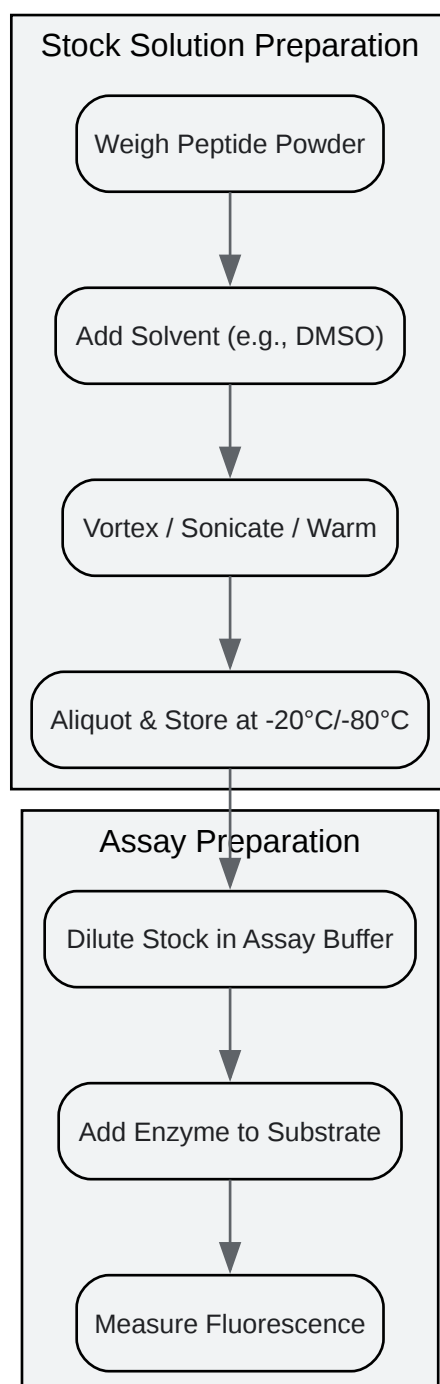 Stock Solution Preparation
Weigh Peptide Powder
Add Solvent (e.g., DMSO)
Vortex / Sonicate / Warm
Aliquot & Store at -20°C/-80°C
Assay Preparation
Dilute Stock in Assay Buffer
Add Enzyme to Substrate
Measure Fluorescence